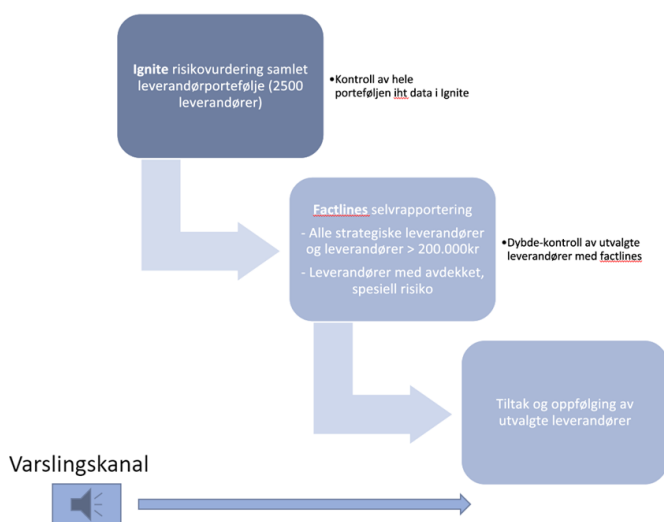 Ignite risikovurdering samlet
leverandørportefølje (2500
leverandører)
•Kontroll av hele
porteføljen iht data i Ignite
Factlines selvrapportering
- Alle strategiske leverandører
og leverandører > 200.000kr
- Leverandører med avdekket,
spesiell risiko
•Dybde-kontroll av utvalgte
leverandører med factlines
Tiltak og oppfølging av
utvalgte leverandører
Varslingskanal